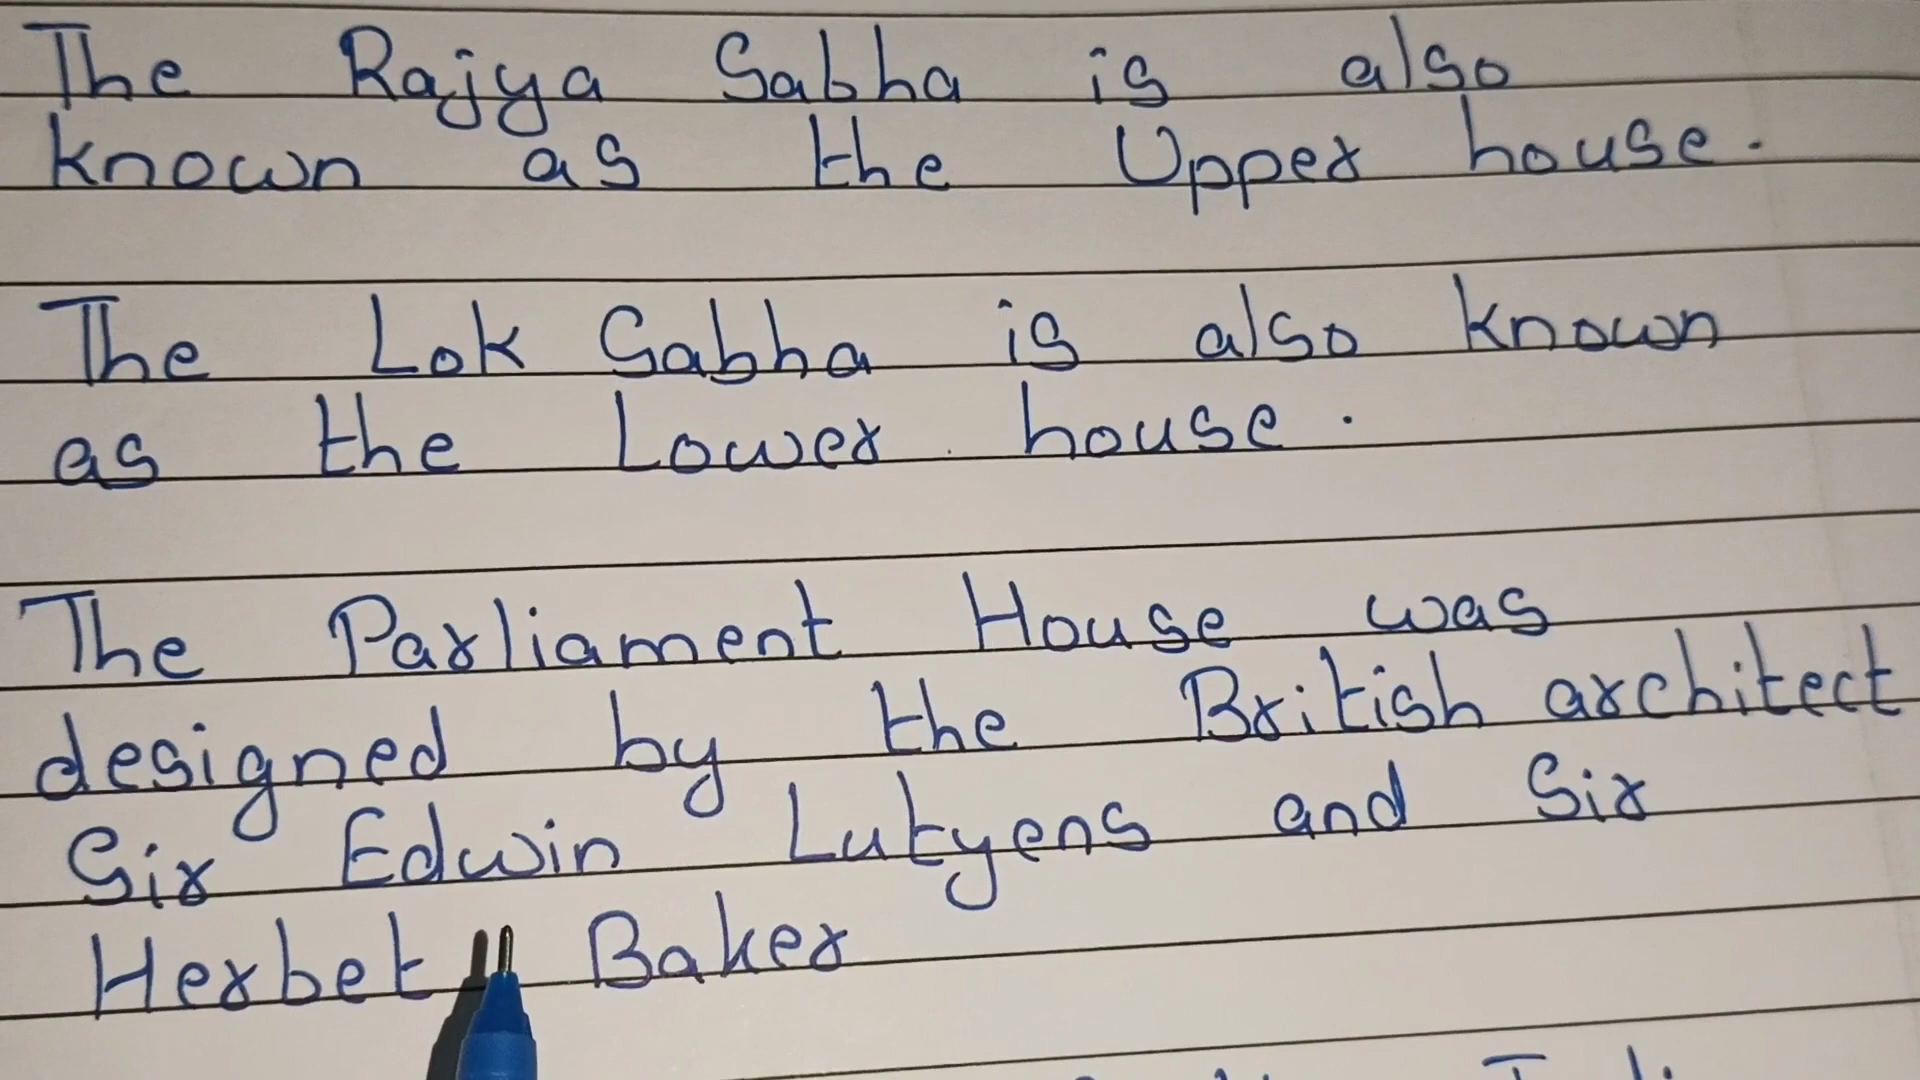 The Rajya Sabha is also
known as the Upper house.
The Lok Sabha is also known
as the Lower house.
The Parliament House was
designed by the British architect
Sir Edwin Lutyens and Sir
Herbet Baker